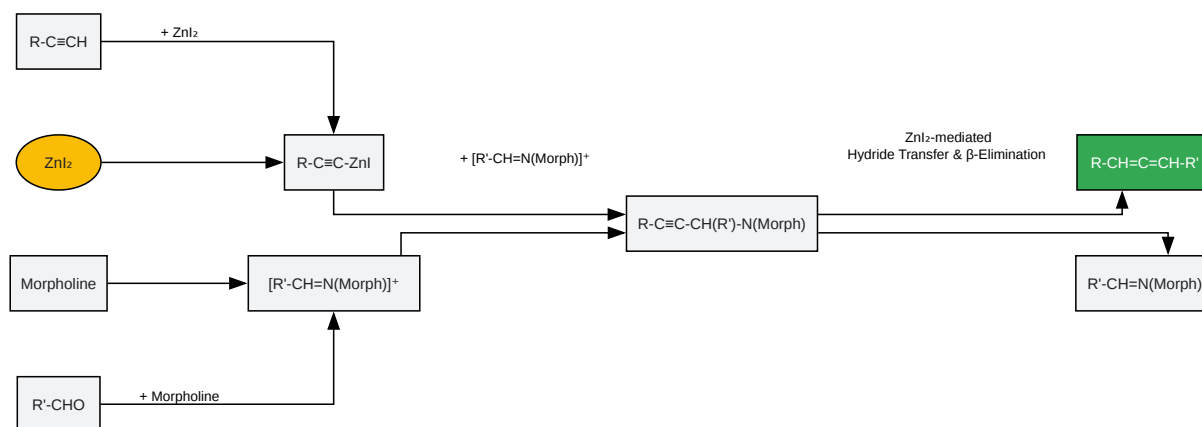 R-C≡CH
+ ZnI₂
ZnI₂
R-C≡C-ZnI
+ [R'-CH=N(Morph)]⁺
ZnI₂-mediated
Hydride Transfer & β-Elimination
R-CH=C=CH-R'
R-C≡C-CH(R')-N(Morph)
Morpholine
[R'-CH=N(Morph)]⁺
R'-CH=N(Morph)
R'-CHO
+ Morpholine